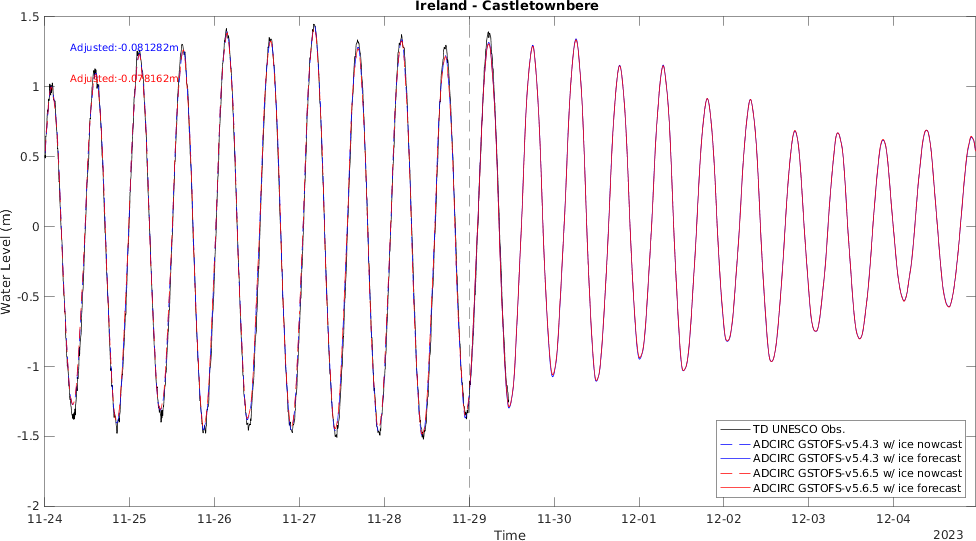 Ireland - Castletownbere
Adjusted:-0.081282m
Adjusted:-0.078162m
Water Level (m)
1.5
1
0.5
0
-0.5
-1
-1.5
-2
TD UNESCO Obs.
ADCIRC GSTOFS-v5.4.3 w/ ice nowcast
ADCIRC GSTOFS-v5.4.3 w/ ice forecast
ADCIRC GSTOFS-v5.6.5 w/ ice nowcast
ADCIRC GSTOFS-v5.6.5 w/ ice forecast
11-24 11-25 11-26 11-27 11-28 11-29 11-30 12-01 12-02 12-03 12-04
Time
2023